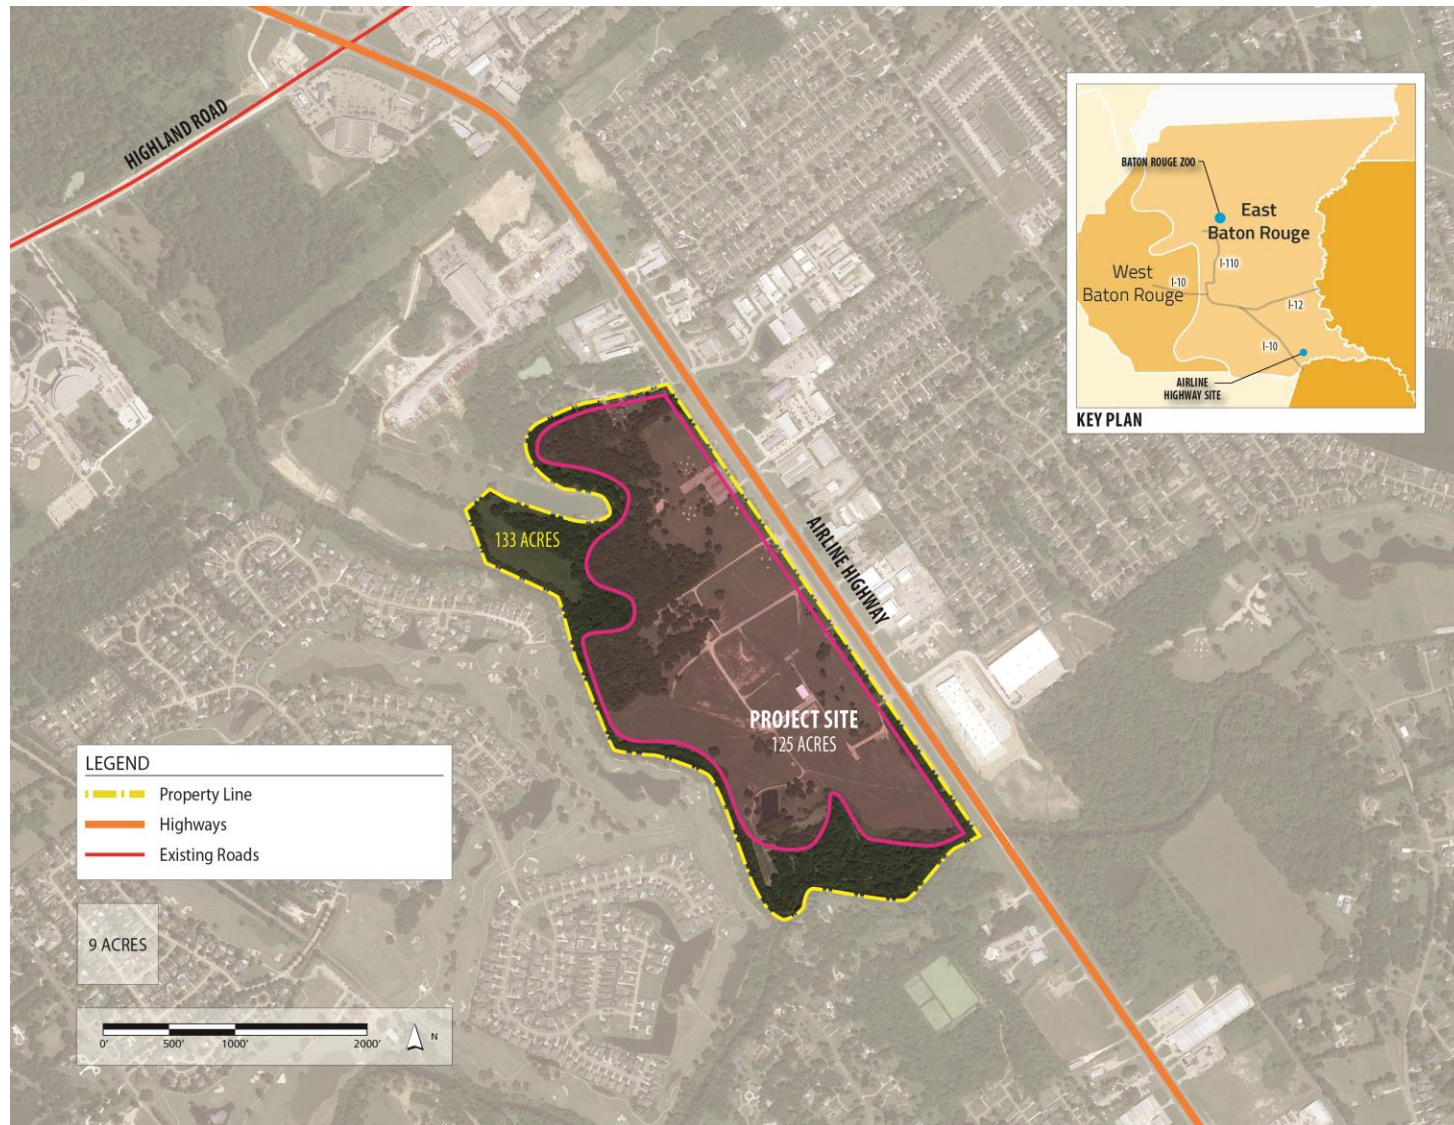 HIGHLAND ROAD
AIRLINE HIGHWAY
133 ACRES
PROJECT SITE
125 ACRES
BATON ROUGE ZOO
East
Baton Rouge
West
Baton Rouge
I-110
I-10
I-12
I-10
AIRLINE
HIGHWAY SITE
KEY PLAN
LEGEND
Property Line
Highways
Existing Roads
9 ACRES
0' 500' 1000' 2000' N